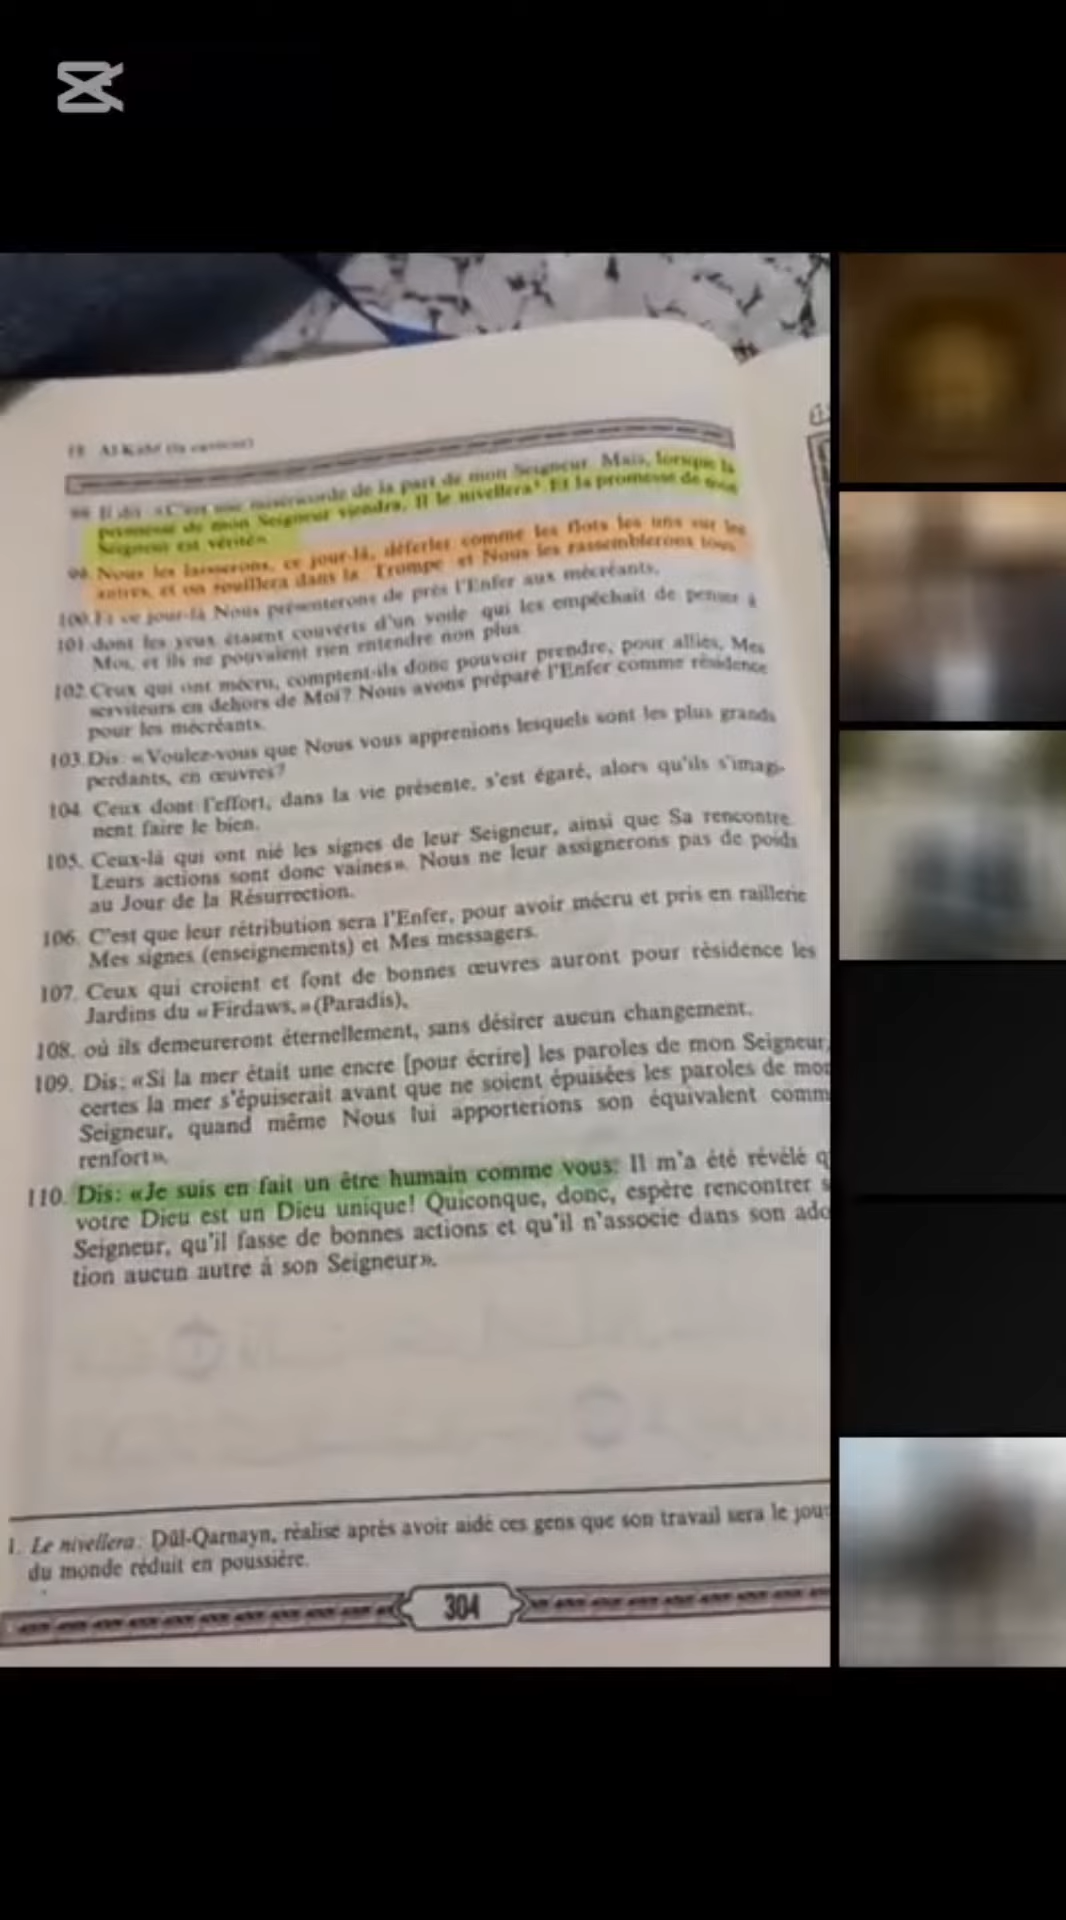 18 Al-Kahf (la caverne)
98. Il dit: «C'est une miséricorde de la part de mon Seigneur. Mais, lorsque la
promesse de mon Seigneur viendra, Il le nivellera¹ Et la promesse de mon
Seigneur est vérité».
99. Nous les laisserons, ce jour-là, déferler comme les flots les uns sur les
autres, et on soufflera dans la Trompe et Nous les rassemblerons tous.
100. Et ce jour-là Nous présenterons de près l'Enfer aux mécréants,
101 dont les yeux étaient couverts d'un voile qui les empêchait de penser à
Moi, et ils ne pouvaient rien entendre non plus
102. Ceux qui ont mécru, comptent-ils donc pouvoir prendre, pour alliés, Mes
serviteurs en dehors de Moi? Nous avons préparé l'Enfer comme résidence
pour les mécréants.
103. Dis: «Voulez-vous que Nous vous apprenions lesquels sont les plus grands
perdants, en œuvres?
104 Ceux dont l'effort, dans la vie présente, s'est égaré, alors qu'ils s'imagi-
nent faire le bien.
105. Ceux-là qui ont nié les signes de leur Seigneur, ainsi que Sa rencontre.
Leurs actions sont donc vaines». Nous ne leur assignerons pas de poids
au Jour de la Résurrection.
106. C'est que leur rétribution sera l'Enfer, pour avoir mécru et pris en raillerie
Mes signes (enseignements) et Mes messagers.
107. Ceux qui croient et font de bonnes œuvres auront pour résidence les
Jardins du «Firdaws,» (Paradis),
108. où ils demeureront éternellement, sans désirer aucun changement.
109. Dis: «Si la mer était une encre [pour écrire] les paroles de mon Seigneur,
certes la mer s'épuiserait avant que ne soient épuisées les paroles de mon
Seigneur, quand même Nous lui apporterions son équivalent comm
renfort».
110. Dis: «Je suis en fait un être humain comme vous. Il m'a été révélé q
votre Dieu est un Dieu unique! Quiconque, donc, espère rencontrer s
Seigneur, qu'il fasse de bonnes actions et qu'il n'associe dans son ado
tion aucun autre à son Seigneur».
1. Le nivellera: Dûl-Qarnayn, réalise après avoir aidé ces gens que son travail sera le jour
du monde réduit en poussière.
304